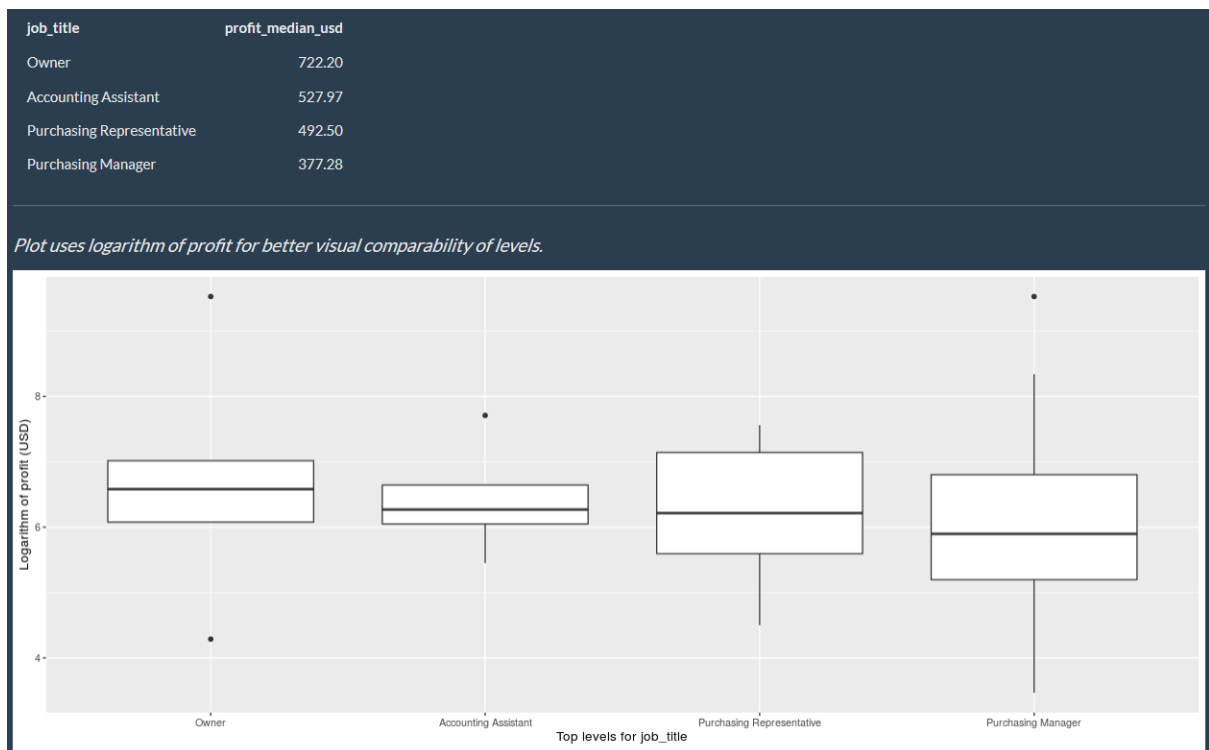 job_title profit_median_usd
Owner 722.20
Accounting Assistant 527.97
Purchasing Representative 492.50
Purchasing Manager 377.28
Plot uses logarithm of profit for better visual comparability of levels.
Logarithm of profit (USD)
8
6
4
Owner Accounting Assistant Purchasing Representative Purchasing Manager
Top levels for job_title